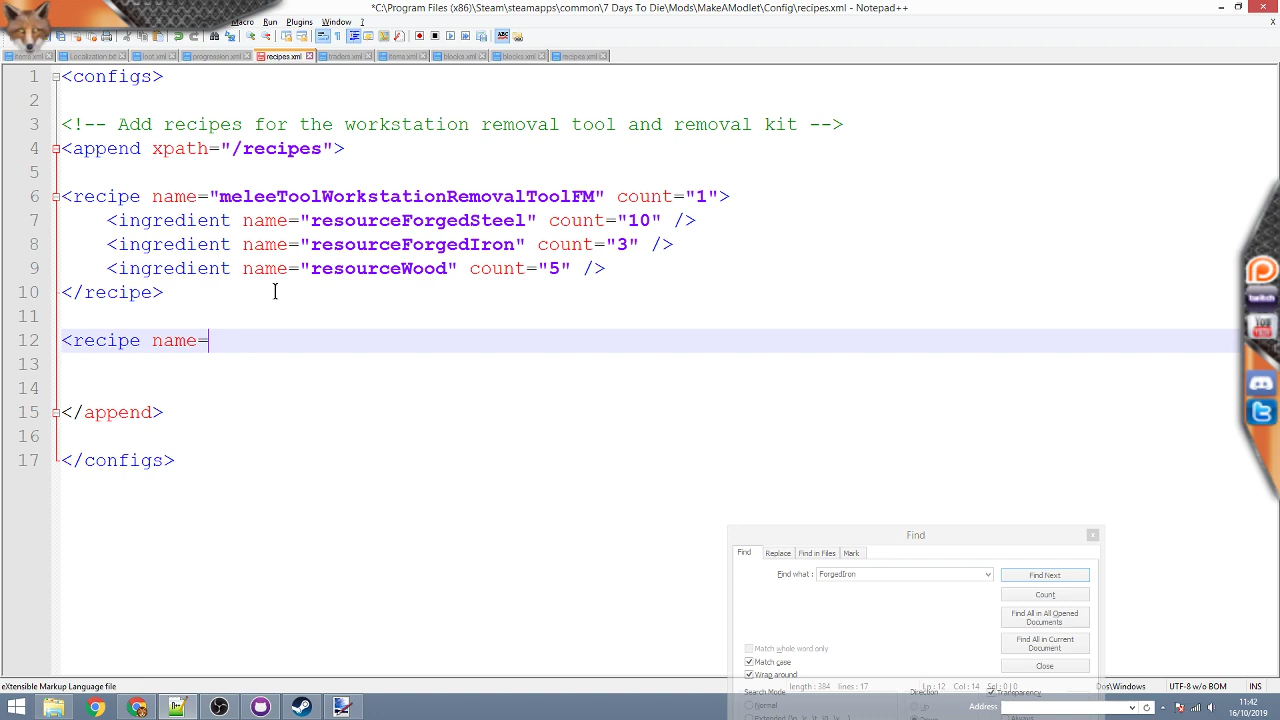 *C:\Program Files (x86)\Steam\steamapps\common\7 Days To Die\Mods\MakeAModlet\Config\recipes.xml - Notepad++
Macro Run Plugins Window ?
items.xml Localization.txt loot.xml progression.xml recipes.xml traders.xml items.xml blocks.xml blocks.xml recipes.xml
1 <configs>
2
3 <!-- Add recipes for the workstation removal tool and removal kit -->
4 <append xpath="/recipes">
5
6 <recipe name="meleeToolWorkstationRemovalToolFM" count="1">
7 <ingredient name="resourceForgedSteel" count="10" />
8 <ingredient name="resourceForgedIron" count="3" />
9 <ingredient name="resourceWood" count="5" />
10 </recipe>
11
12 <recipe name=
13
14
15 </append>
16
17 </configs>
twitch
You
Find
Find Replace Find in Files Mark
Find what : ForgedIron
Find Next
Count
Find All in All Opened Documents
Find All in Current Document
Close
Match whole word only
Match case
Wrap around
Search Mode
Normal
Direction
Up
Transparency
eXtensible Markup Language file length : 384 lines : 17 Ln : 12 Col : 14 Sel : 0 | 0 Dos\Windows UTF-8 w/o BOM INS
Address
11:42
16/10/2019